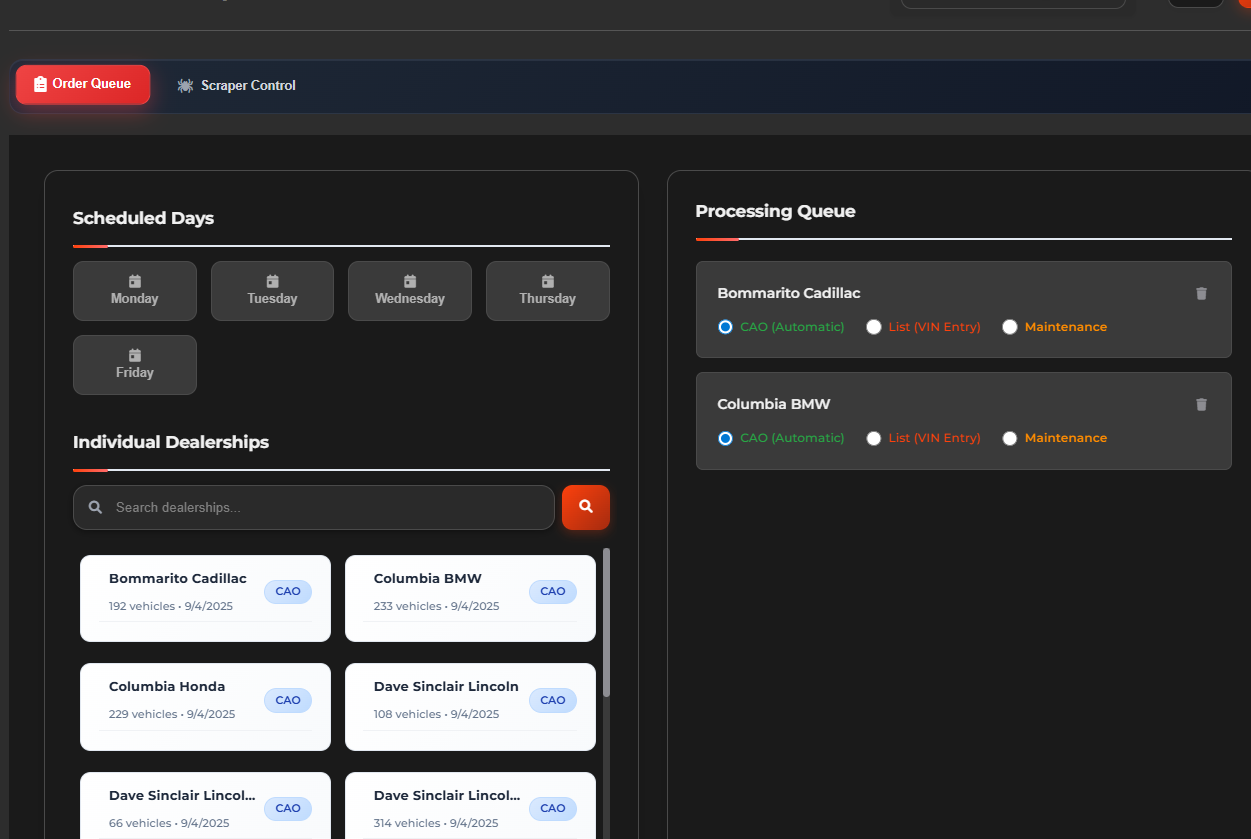 Order Queue
Scraper Control
Scheduled Days
Monday
Tuesday
Wednesday
Thursday
Friday
Individual Dealerships
Search dealerships...
Bommarito Cadillac
192 vehicles • 9/4/2025
CAO
Columbia BMW
233 vehicles • 9/4/2025
CAO
Columbia Honda
229 vehicles • 9/4/2025
CAO
Dave Sinclair Lincoln
108 vehicles • 9/4/2025
CAO
Dave Sinclair Lincol...
66 vehicles • 9/4/2025
CAO
Dave Sinclair Lincol...
314 vehicles • 9/4/2025
CAO
Processing Queue
Bommarito Cadillac
CAO (Automatic) List (VIN Entry) Maintenance
Columbia BMW
CAO (Automatic) List (VIN Entry) Maintenance